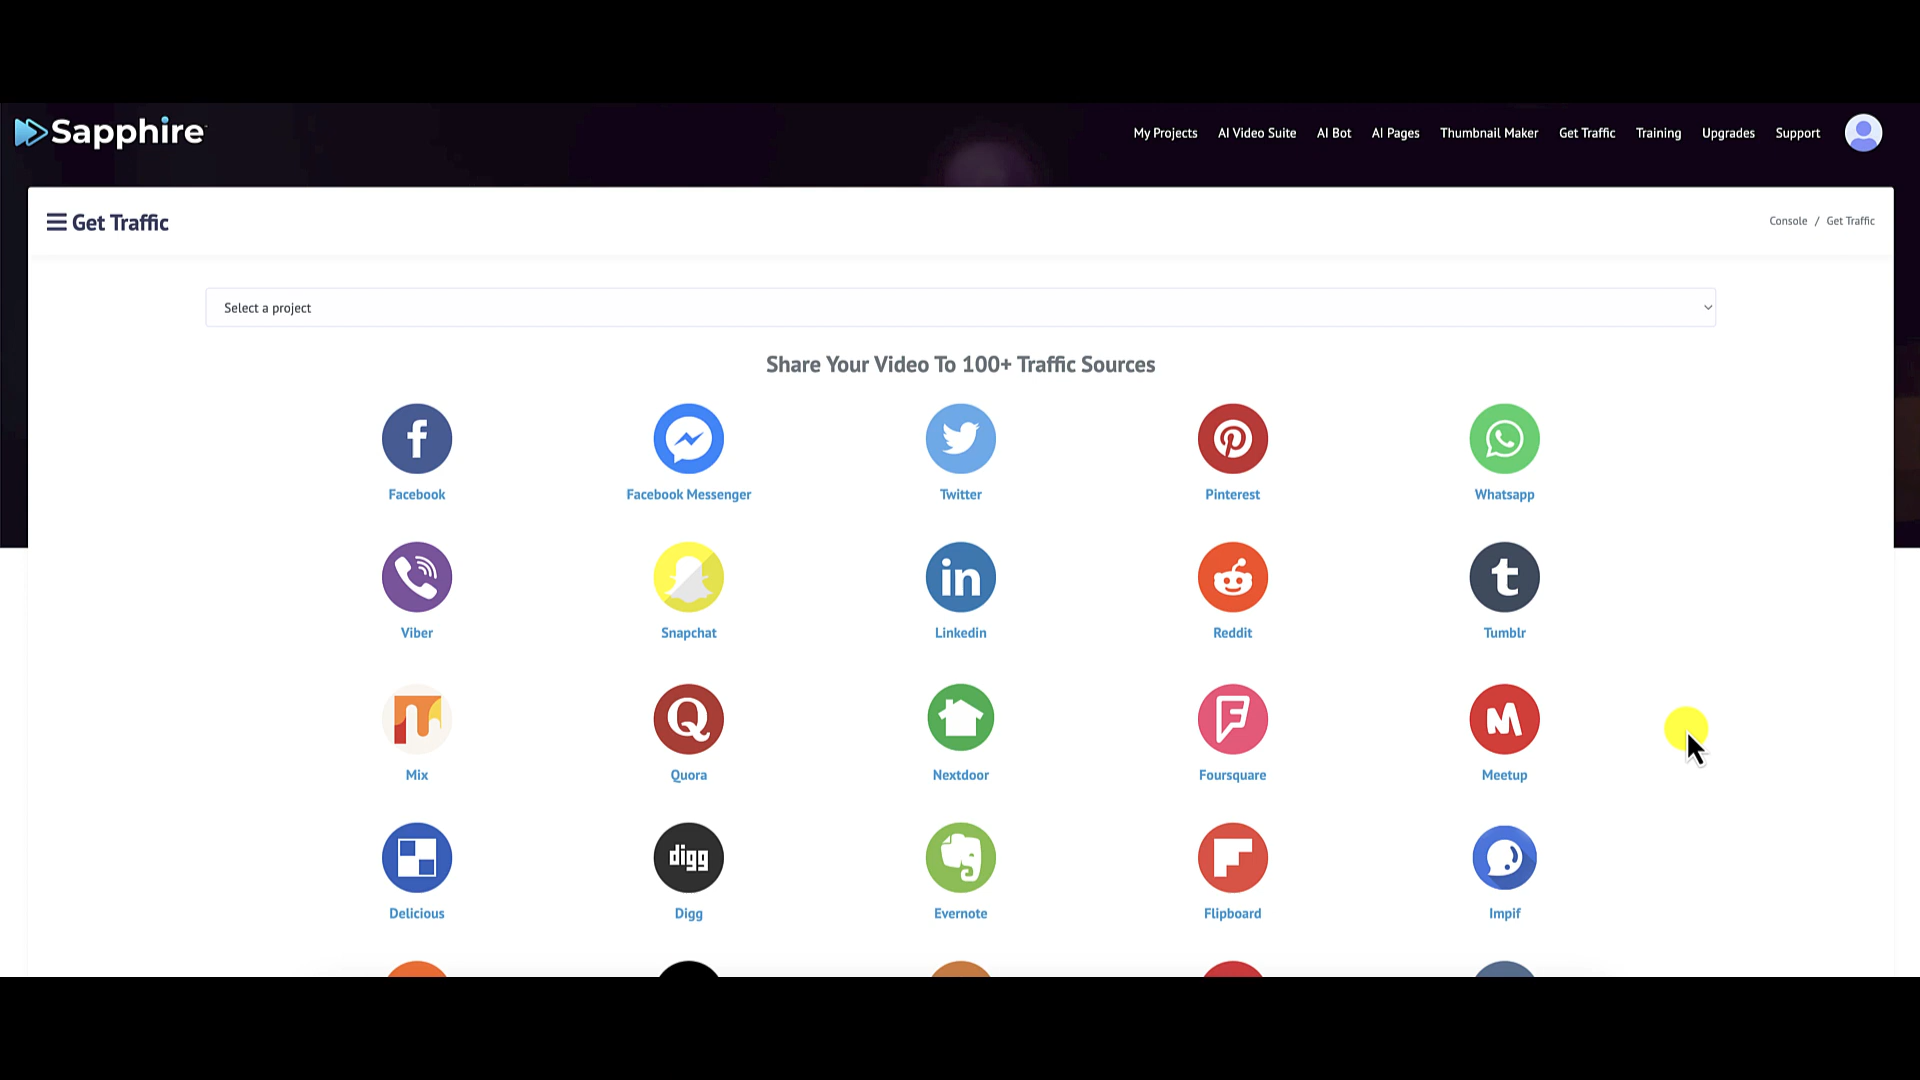 Sapphire
My Projects AI Video Suite AI Bot AI Pages Thumbnail Maker Get Traffic Training Upgrades Support
Get Traffic
Console / Get Traffic
Select a project
Share Your Video To 100+ Traffic Sources
Facebook Facebook Messenger Twitter Pinterest Whatsapp
in
Viber Snapchat Linkedin Reddit Tumblr
Mix Quora Nextdoor Foursquare Meetup
digg
Delicious Digg Evernote Flipboard Impif